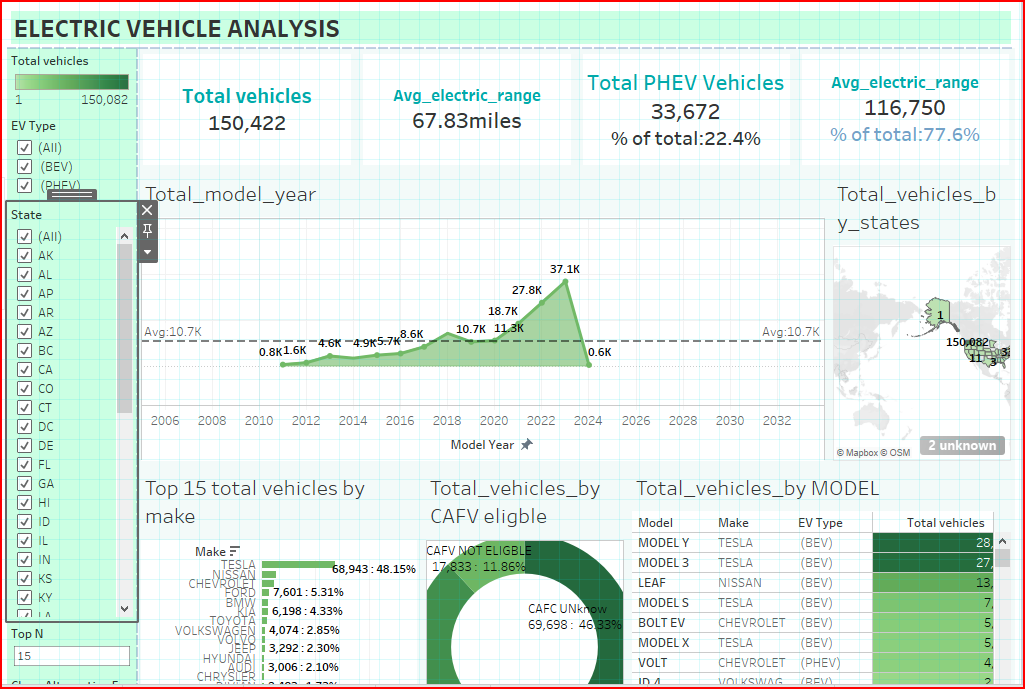 ELECTRIC VEHICLE ANALYSIS
Total vehicles
1 150,082
EV Type
(All)
(BEV)
(PHEV)
State
(All)
AK
AL
AP
AR
AZ
BC
CA
CO
CT
DC
DE
FL
GA
HI
ID
IL
IN
KS
KY
LA
Top N
15
Total vehicles
150,422
Avg_electric_range
67.83miles
Total PHEV Vehicles
33,672
% of total:22.4%
Avg_electric_range
116,750
% of total:77.6%
Total_model_year
37.1K
27.8K
18.7K
8.6K
10.7K 11.3K
Avg:10.7K Avg:10.7K
0.8K 1.6K 4.6K 4.9K 5.7K 0.6K
2006 2008 2010 2012 2014 2016 2018 2020 2022 2024 2026 2028 2030 2032
Model Year
Total_vehicles_b
y_states
1
150,082
11 3 3
2 unknown
© Mapbox © OSM
Top 15 total vehicles by
make
Make
TESLA 68,943 : 48.15%
NISSAN
CHEVROLET
FORD 7,601 : 5.31%
BMW
KIA 6,198 : 4.33%
TOYOTA
VOLKSWAGEN 4,074 : 2.85%
VOLVO
JEEP 3,292 : 2.30%
HYUNDAI
AUDI 3,006 : 2.10%
CHRYSLER
Total_vehicles_by
CAFV eligble
CAFV NOT ELIGBLE
17,833 : 11.86%
CAFC UNknow
69,698 : 46.33%
Total_vehicles_by MODEL
Model Make EV Type Total vehicles
MODEL Y TESLA (BEV) 28,
MODEL 3 TESLA (BEV) 27,
LEAF NISSAN (BEV) 13,
MODEL S TESLA (BEV) 7,
BOLT EV CHEVROLET (BEV) 5,
MODEL X TESLA (BEV) 5,
VOLT CHEVROLET (PHEV) 4,
ID.4 VOLKSWAG.. (BEV) 2